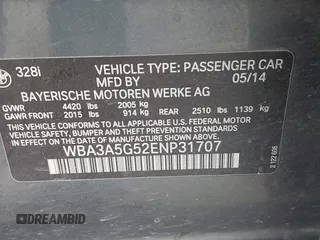 328i VEHICLE TYPE: PASSENGER CAR
05/14
BAYERISCHE MOTOREN WERKE AG
GVWR 4420 lbs 2005 kg
GAWR FRONT 2015 lbs 914 kg REAR 2510 lbs 1139 kg
THIS VEHICLE CONFORMS TO ALL APPLICABLE
U.S. FEDERAL MOTOR VEHICLE SAFETY, BUMPER,
AND THEFT PREVENTION STANDARDS IN EFFECT
ON THE DATE OF MANUFACTURE SHOWN ABOVE.
WBA3A5G52ENP31707
DREAMBID